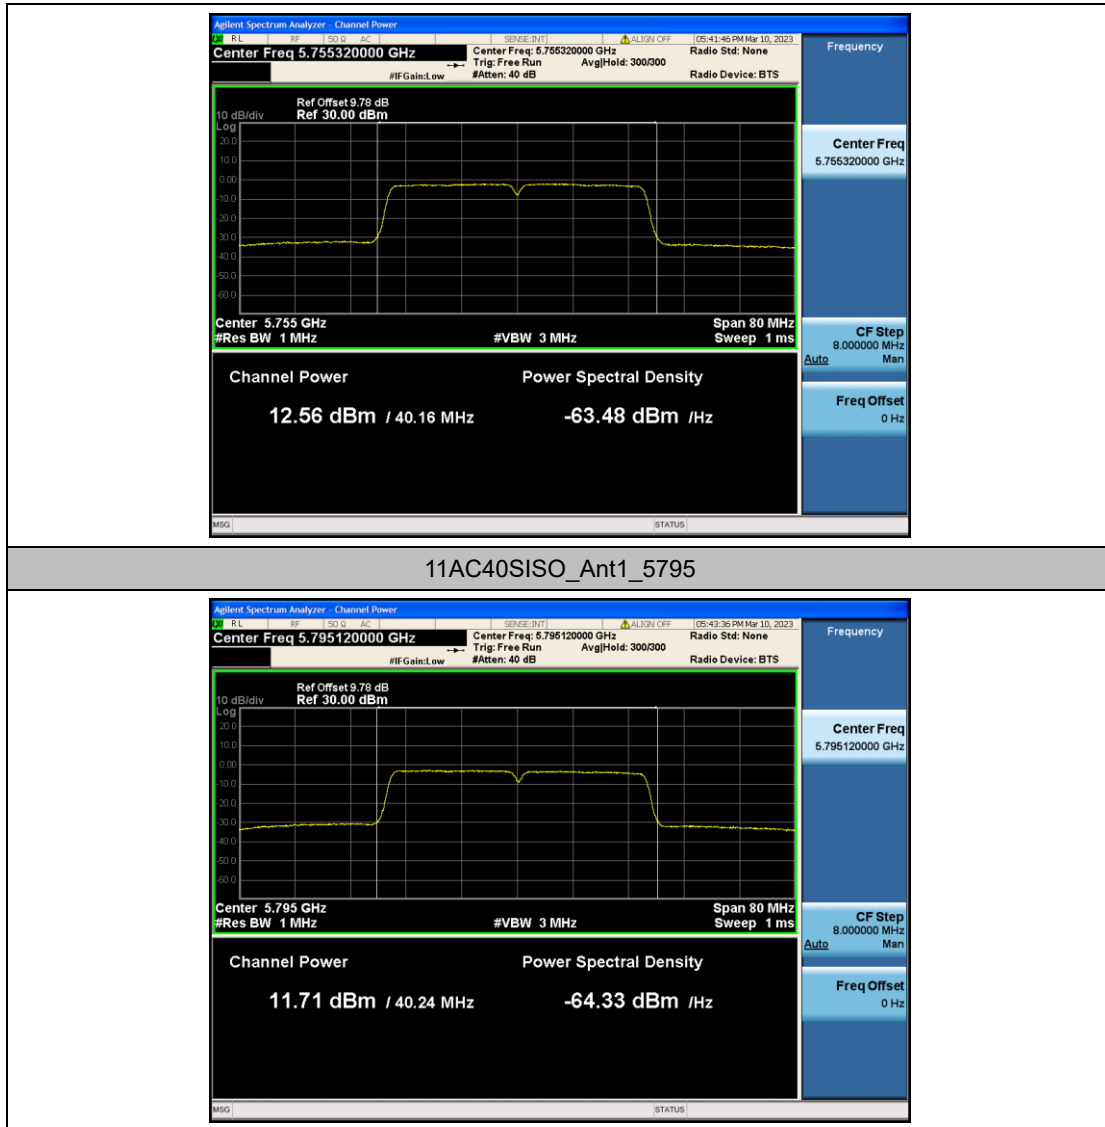 Agilent Spectrum Analyzer - Channel Power
RL RF 50 Ω AC SENSE:INT ALIGN OFF 05:41:46 PM Mar 10, 2023
Center Freq 5.755320000 GHz
Center Freq: 5.755320000 GHz
Radio Std: None
Trig: Free Run Avg|Hold: 300/300
#IFGain:Low #Atten: 40 dB Radio Device: BTS
Frequency
Ref Offset 9.78 dB
10 dB/div Ref 30.00 dBm
Log
20.0
10.0
0.00
-10.0
-20.0
-30.0
-40.0
-50.0
-60.0
Center Freq
5.755320000 GHz
Center 5.755 GHz Span 80 MHz
#Res BW 1 MHz #VBW 3 MHz Sweep 1 ms
CF Step
8.000000 MHz
Auto Man
Channel Power Power Spectral Density
12.56 dBm / 40.16 MHz -63.48 dBm /Hz
Freq Offset
0 Hz
MSG STATUS
11AC40SISO_Ant1_5795
Agilent Spectrum Analyzer - Channel Power
RL RF 50 Ω AC SENSE:INT ALIGN OFF 05:43:36 PM Mar 10, 2023
Center Freq 5.795120000 GHz
Center Freq: 5.795120000 GHz
Radio Std: None
Trig: Free Run Avg|Hold: 300/300
#IFGain:Low #Atten: 40 dB Radio Device: BTS
Frequency
Ref Offset 9.78 dB
10 dB/div Ref 30.00 dBm
Log
20.0
10.0
0.00
-10.0
-20.0
-30.0
-40.0
-50.0
-60.0
Center Freq
5.795120000 GHz
Center 5.795 GHz Span 80 MHz
#Res BW 1 MHz #VBW 3 MHz Sweep 1 ms
CF Step
8.000000 MHz
Auto Man
Channel Power Power Spectral Density
11.71 dBm / 40.24 MHz -64.33 dBm /Hz
Freq Offset
0 Hz
MSG STATUS